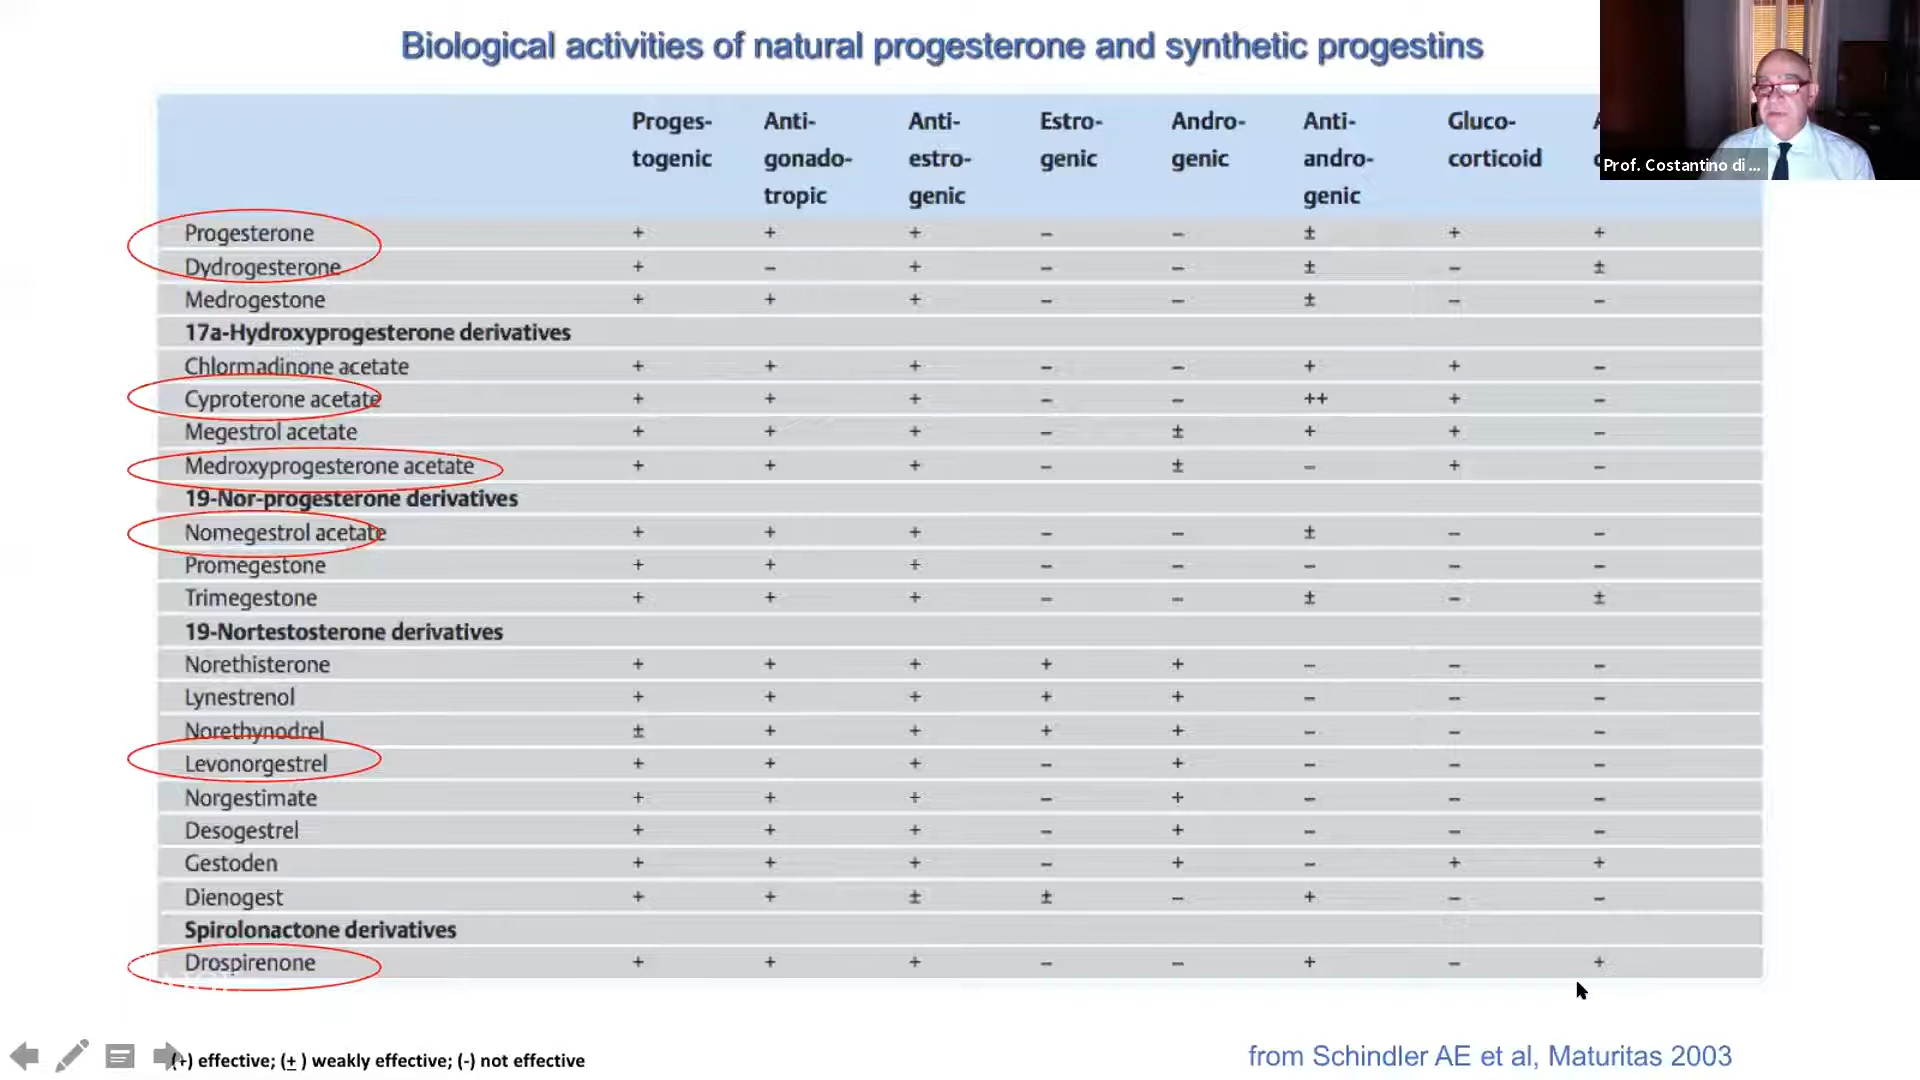 Biological activities of natural progesterone and synthetic progestins
Proges- Anti- Anti- Estro- Andro- Anti- Gluco-
togenic gonado- estro- genic genic andro- corticoid
tropic genic genic
Prof. Costantino di ...
Progesterone + + + – – ± + +
Dydrogesterone + – + – – ± – ±
Medrogestone + + + – – ± – –
17a-Hydroxyprogesterone derivatives
Chlormadinone acetate + + + – – + + –
Cyproterone acetate + + + – – ++ + –
Megestrol acetate + + + – ± + + –
Medroxyprogesterone acetate + + + – ± – + –
19-Nor-progesterone derivatives
Nomegestrol acetate + + + – – ± – –
Promegestone + + + – – – – –
Trimegestone + + + – – ± – ±
19-Nortestosterone derivatives
Norethisterone + + + + + – – –
Lynestrenol + + + + + – – –
Norethynodrel ± + + + + – – –
Levonorgestrel + + + – + – – –
Norgestimate + + + – + – – –
Desogestrel + + + – + – – –
Gestoden + + + – + – + +
Dienogest + + ± ± – + – –
Spirolonactone derivatives
Drospirenone + + + – – + – +
(+) effective; (± ) weakly effective; (-) not effective
from Schindler AE et al, Maturitas 2003